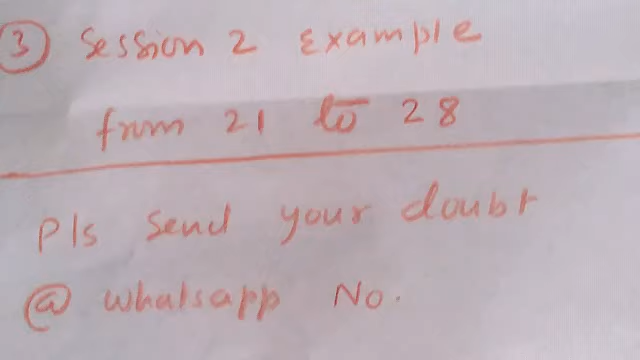 ③ Session 2 Example
from 21 to 28
Pls send your doubt
@ whatsapp No.